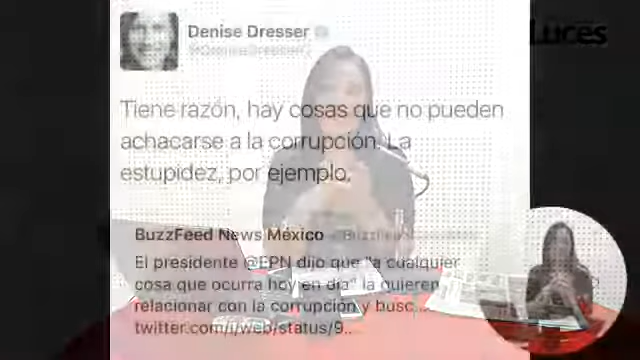 Luces
Denise Dresser
@DeniseDresserG
Tiene razón, hay cosas que no pueden
achacarse a la corrupción. La
estupidez, por ejemplo.
BuzzFeed News México
El presidente @EPN dijo que "a cualquier
cosa que ocurra hoy en día" la quieren
relacionar con la corrupción y busc...
twitter.com/i/web/status/9...